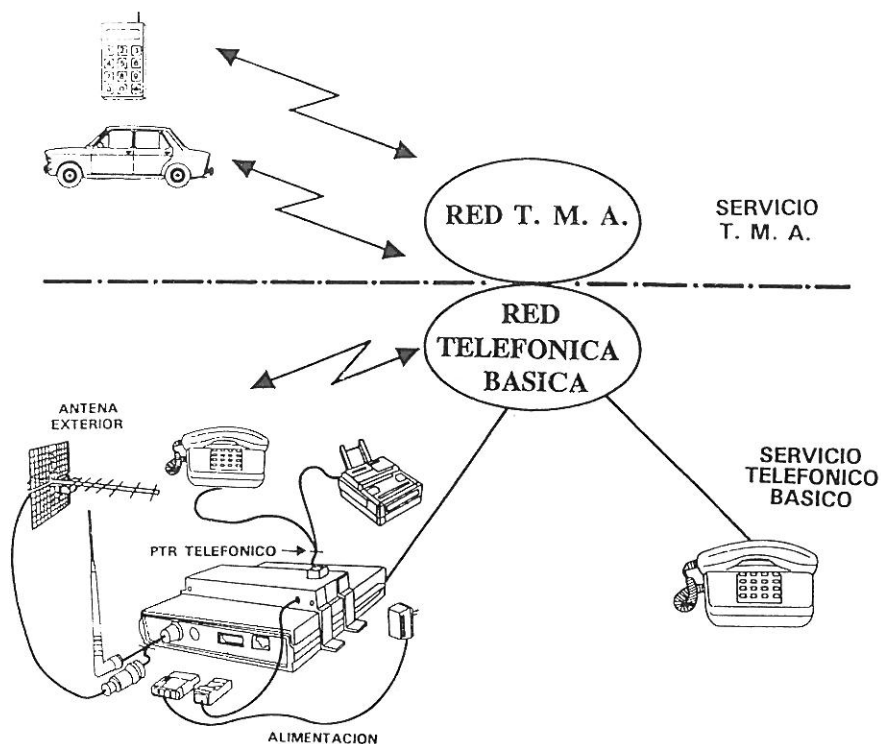 RED T. M. A.
SERVICIO
T. M. A.
RED
TELEFONICA
BASICA
ANTENA
EXTERIOR
SERVICIO
TELEFONICO
BASICO
PTR TELEFONICO
ALIMENTACION